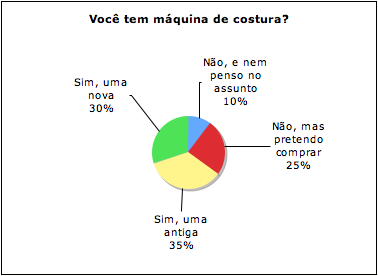 Você tem máquina de costura?
Não, e nem
penso no
assunto
10%
Sim, uma
nova
30%
Não, mas
pretendo
comprar
25%
Sim, uma
antiga
35%